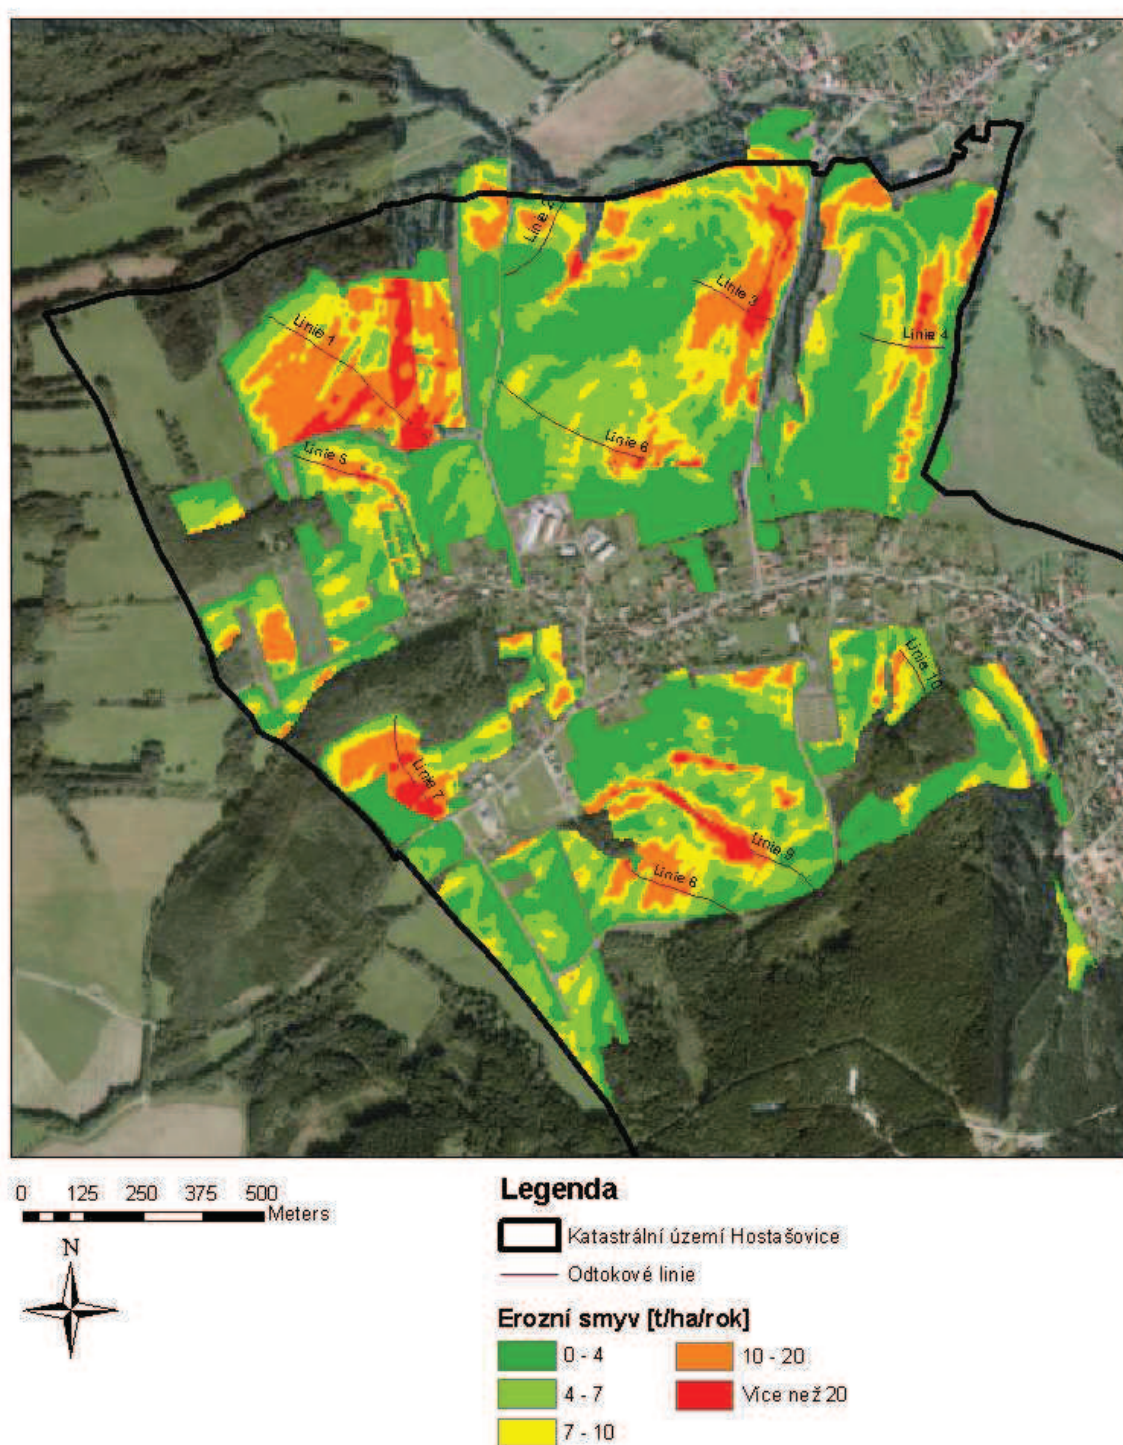 Linie 2
Linie 3
Linie 1
Linie 4
Linie 6
Linie 5
Linie 10
Linie 7
Linie 9
Linie 8
0 125 250 375 500
Meters
N
Legenda
Katastrální území Hostašovice
Odtokové linie
Erozní smyv [t/ha/rok]
0 - 4
10 - 20
4 - 7
Více než 20
7 - 10